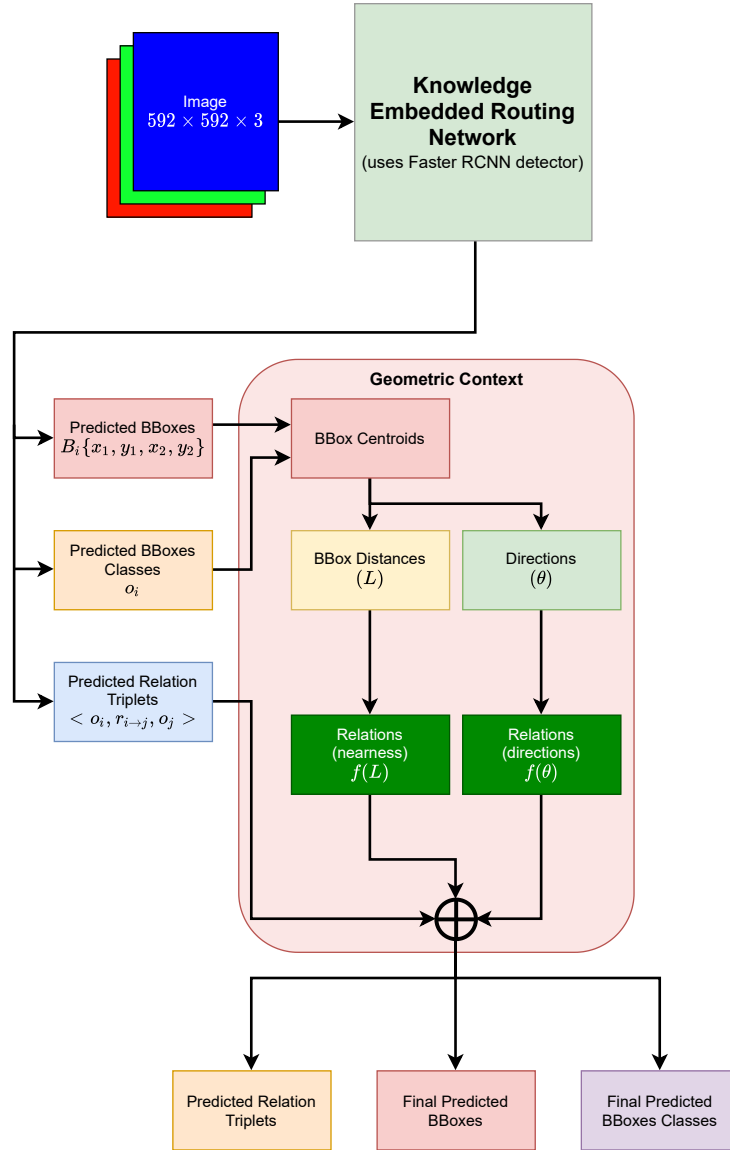 Image
592 × 592 × 3
Knowledge
Embedded Routing
Network
(uses Faster RCNN detector)
Geometric Context
Predicted BBoxes
B_i{x_1, y_1, x_2, y_2}
BBox Centroids
Predicted BBoxes
Classes
o_i
BBox Distances
(L)
Directions
(θ)
Predicted Relation
Triplets
< o_i, r_{i→j}, o_j >
Relations
(nearness)
f(L)
Relations
(directions)
f(θ)
Predicted Relation
Triplets
Final Predicted
BBoxes
Final Predicted
BBoxes Classes